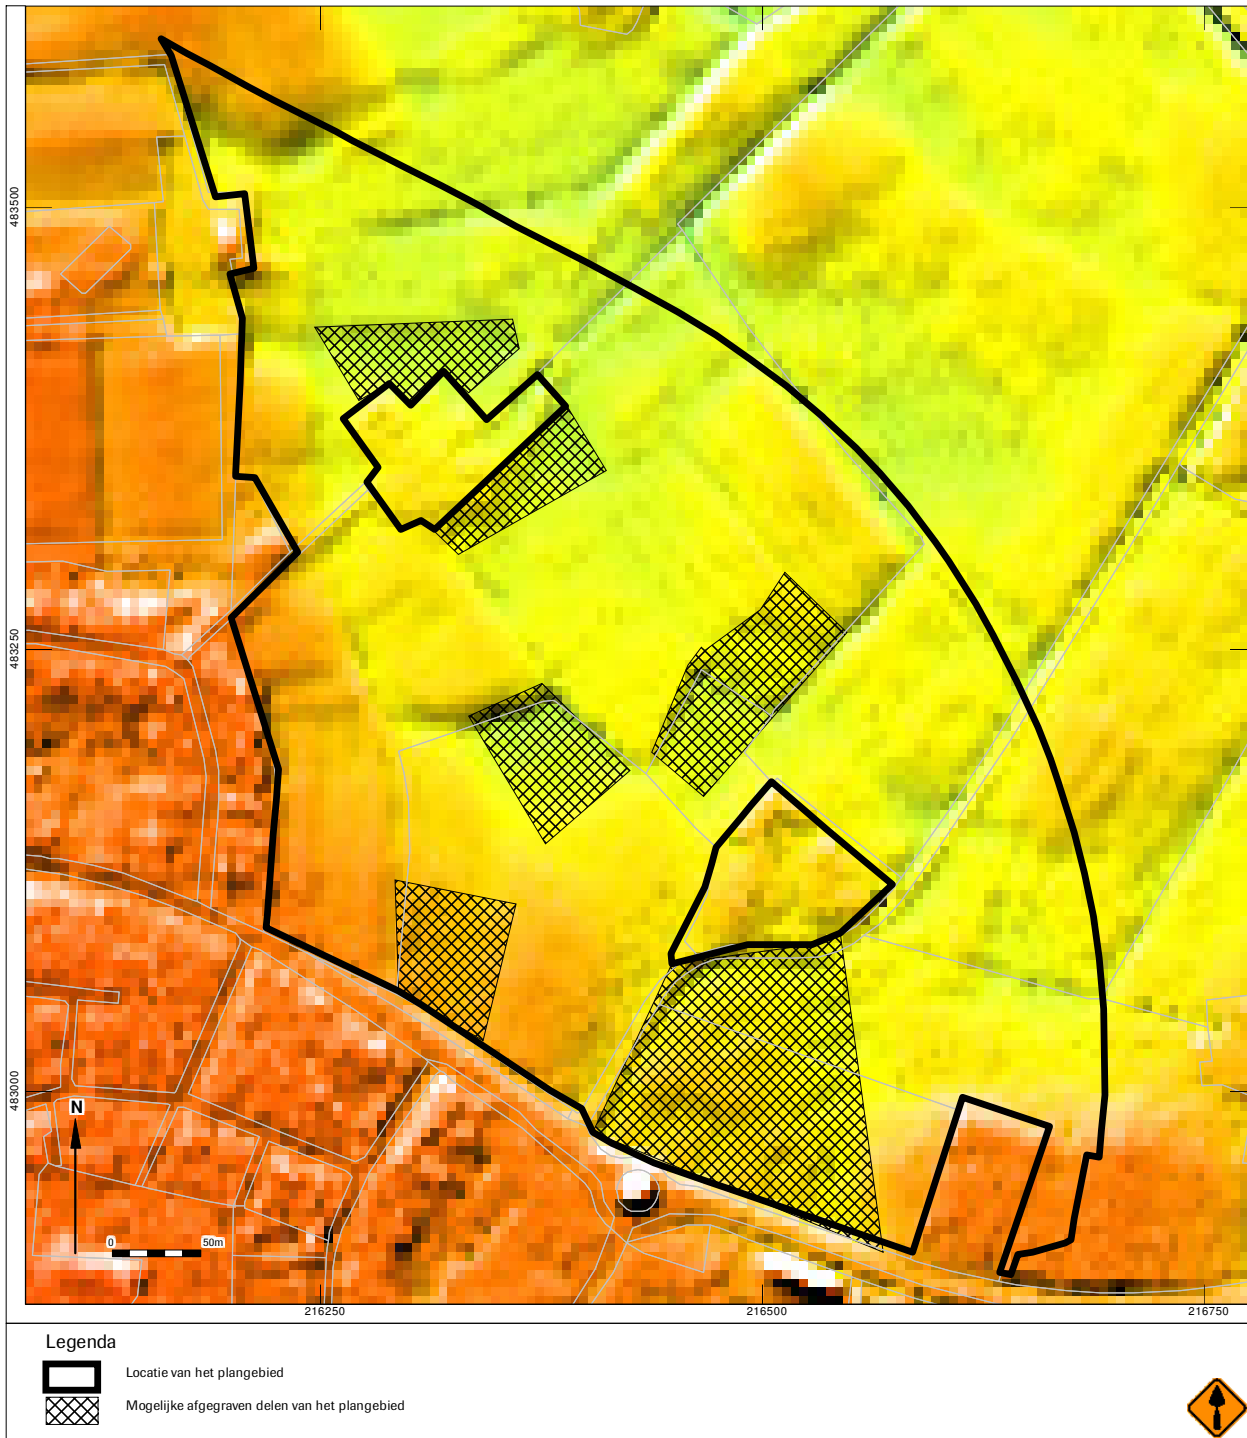 483500
483250
483000
N
0 50m
216250 216500 216750
Legenda
Locatie van het plangebied
Mogelijke afgegraven delen van het plangebied